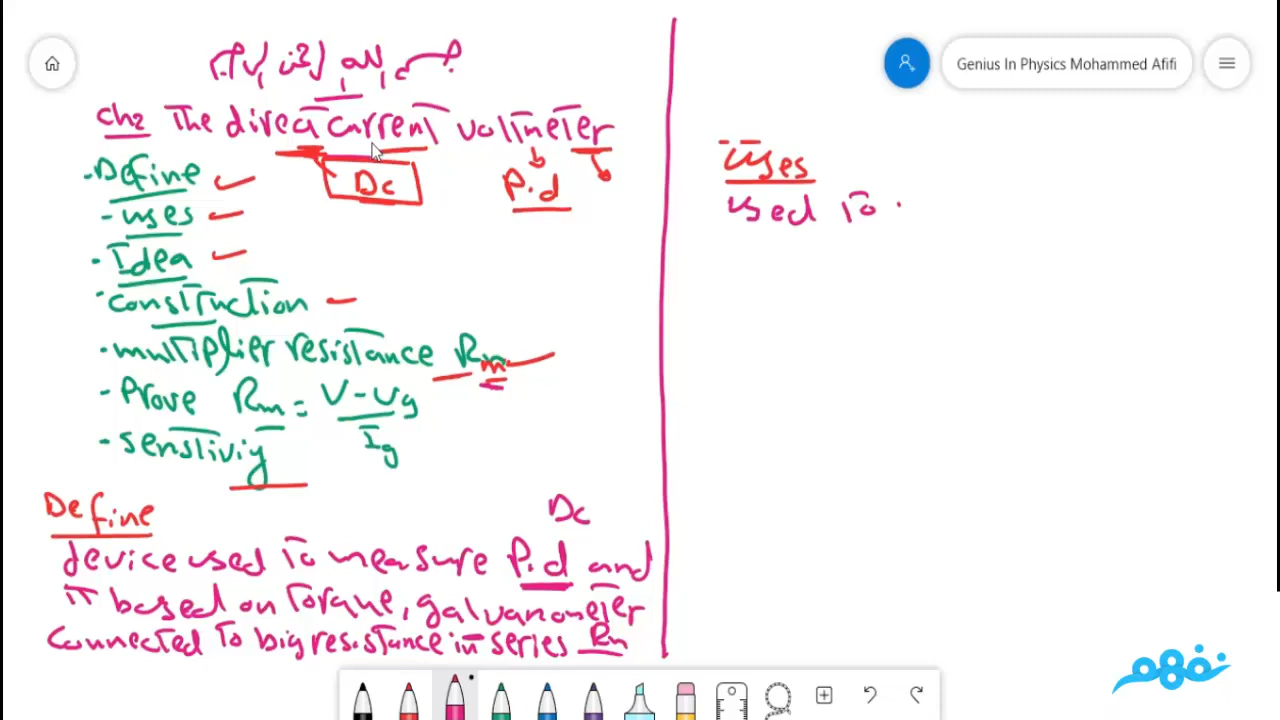 Genius In Physics Mohammed Afifi
ch2 The direct current voltmeter
Dc
P.d
- Define
- uses
- Idea
- construction
- multiplier resistance Rm
- Prove Rm = V - Vg
Ig
- senstiviy
Define
Dc
device used to measure P.d and
it based on Torque, galvanometer
connected to big resistance in series Rm
uses
used to
نفهم